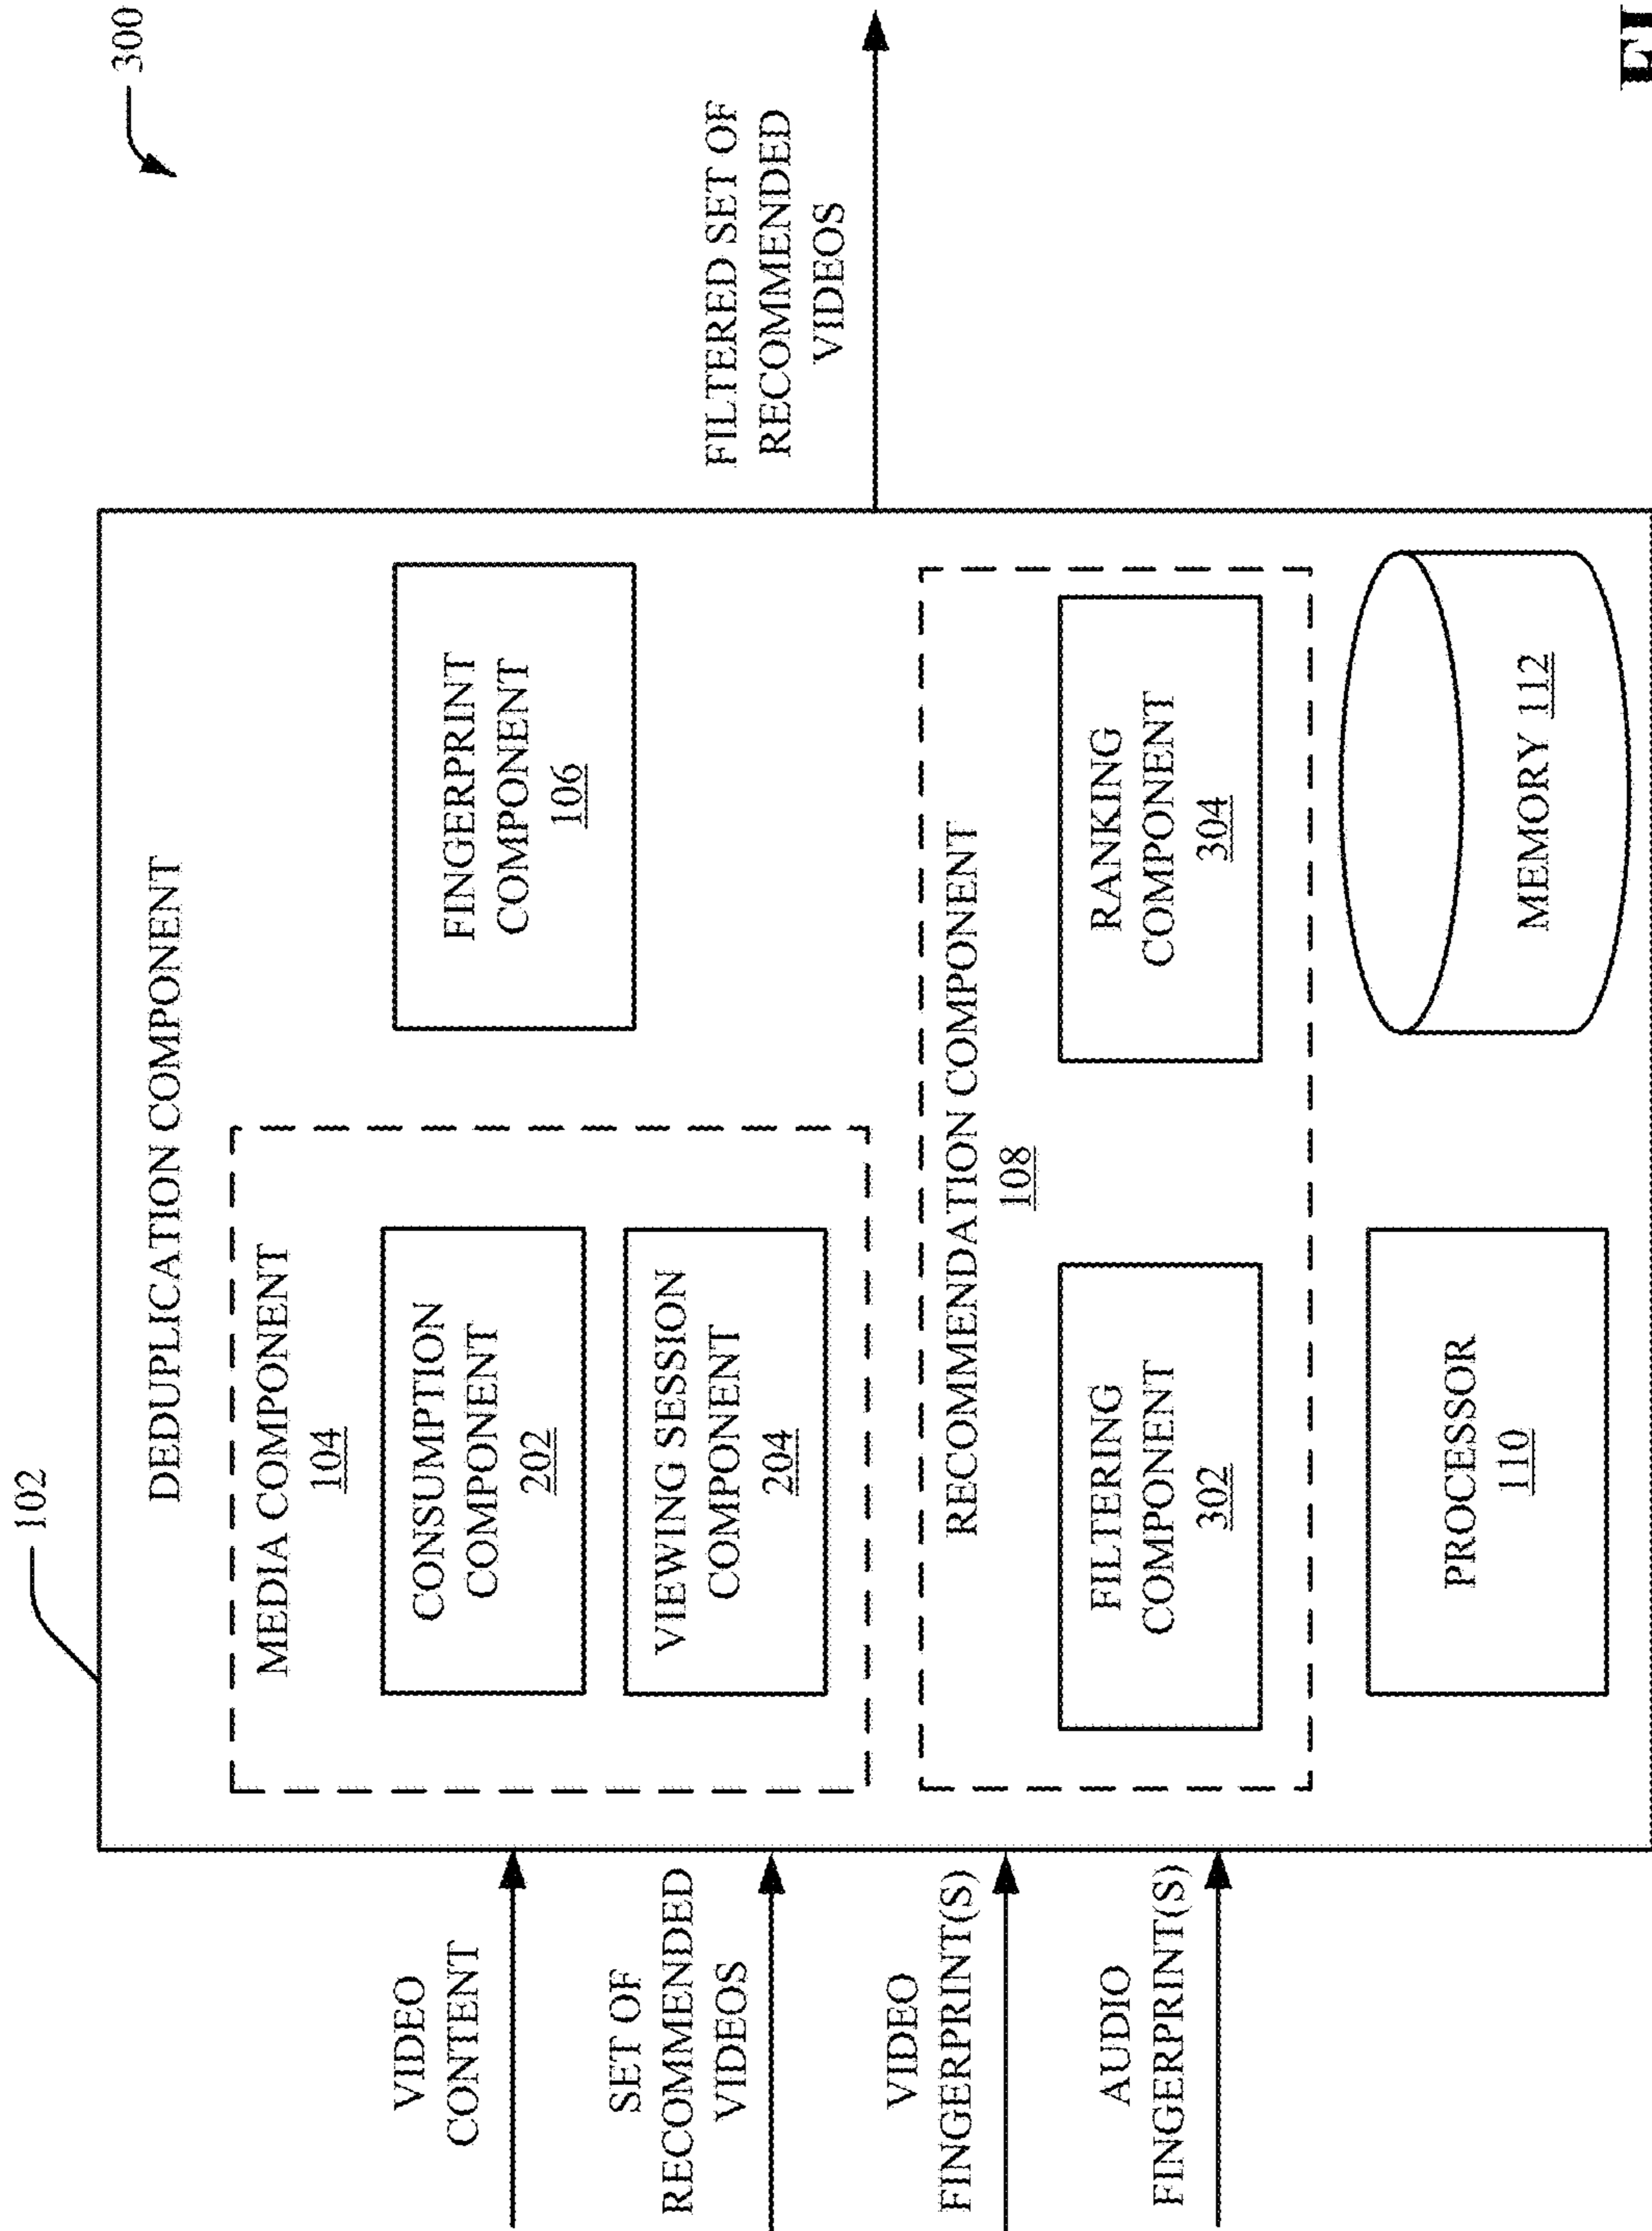 300
102
DEDUPLICATION COMPONENT
MEDIA COMPONENT
104
CONSUMPTION
COMPONENT
202
VIEWING SESSION
COMPONENT
204
FINGERPRINT
COMPONENT
106
RECOMMENDATION COMPONENT
108
FILTERING
COMPONENT
302
RANKING
COMPONENT
304
PROCESSOR
110
MEMORY 112
VIDEO
CONTENT
SET OF
RECOMMENDED
VIDEOS
VIDEO
FINGERPRINT(S)
AUDIO
FINGERPRINT(S)
FILTERED SET OF
RECOMMENDED
VIDEOS